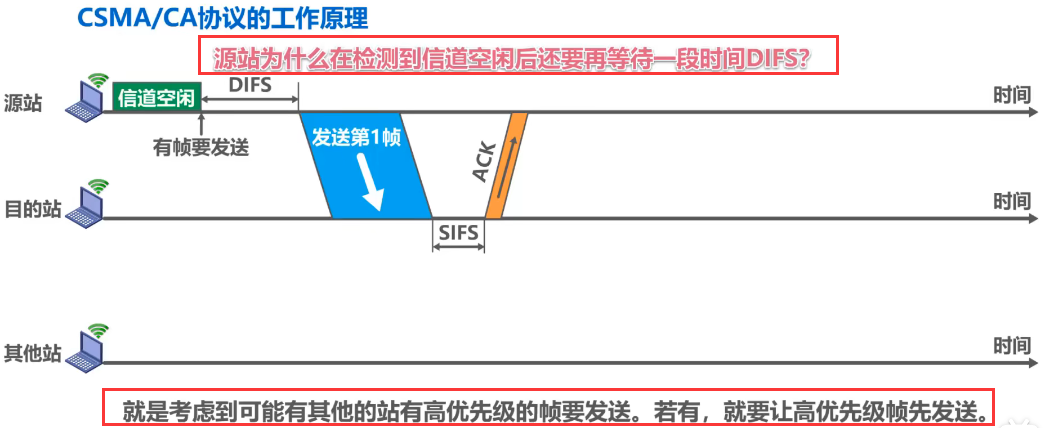 CSMA/CA协议的工作原理
源站为什么在检测到信道空闲后还要再等待一段时间DIFS?
源站
信道空闲
DIFS
时间
有帧要发送
发送第1帧
ACK
目的站
时间
SIFS
其他站
时间
就是考虑到可能有其他的站有高优先级的帧要发送。若有，就要让高优先级帧先发送。